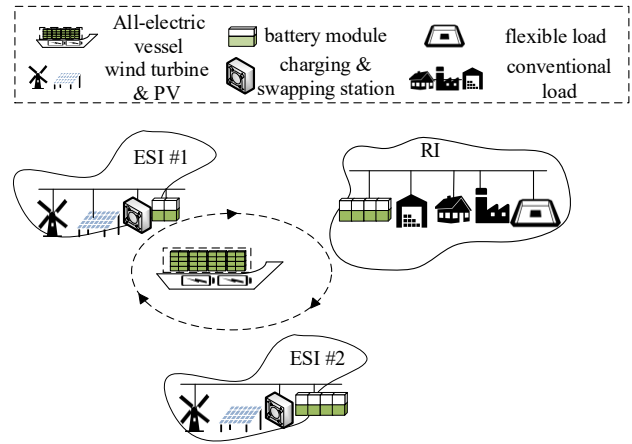 All-electric
vessel
battery module
flexible load
wind turbine
& PV
charging &
swapping station
conventional
load
ESI #1
RI
ESI #2